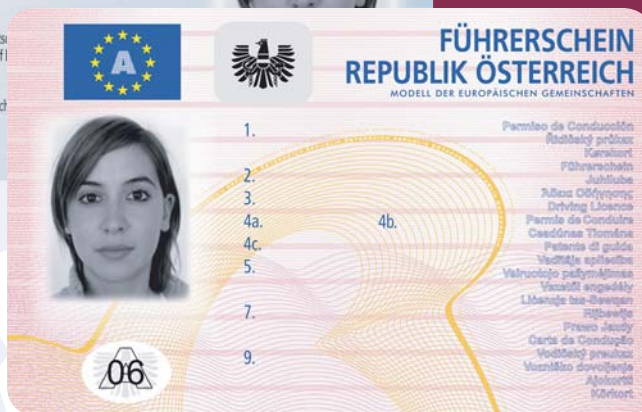 A
FÜHRERSCHEIN
REPUBLIK ÖSTERREICH
MODELL DER EUROPÄISCHEN GEMEINSCHAFTEN
1.
2.
3.
4a. 4b.
4c.
5.
7.
9.
Permiso de Conducción
Řidičský průkaz
Kørekort
Führerschein
Juhiluba
Άδεια Οδήγησης
Driving Licence
Permis de Conduire
Ceadúnas Tiomána
Patente di guida
Vadītāja apliecība
Vairuotojo pažymėjimas
Vezetői engedély
Liċenzja tas-Sewqan
Rijbewijs
Prawo Jazdy
Carta de Condução
Vodičský preukaz
Vozniško dovoljenje
Ajokortti
Körkort
06